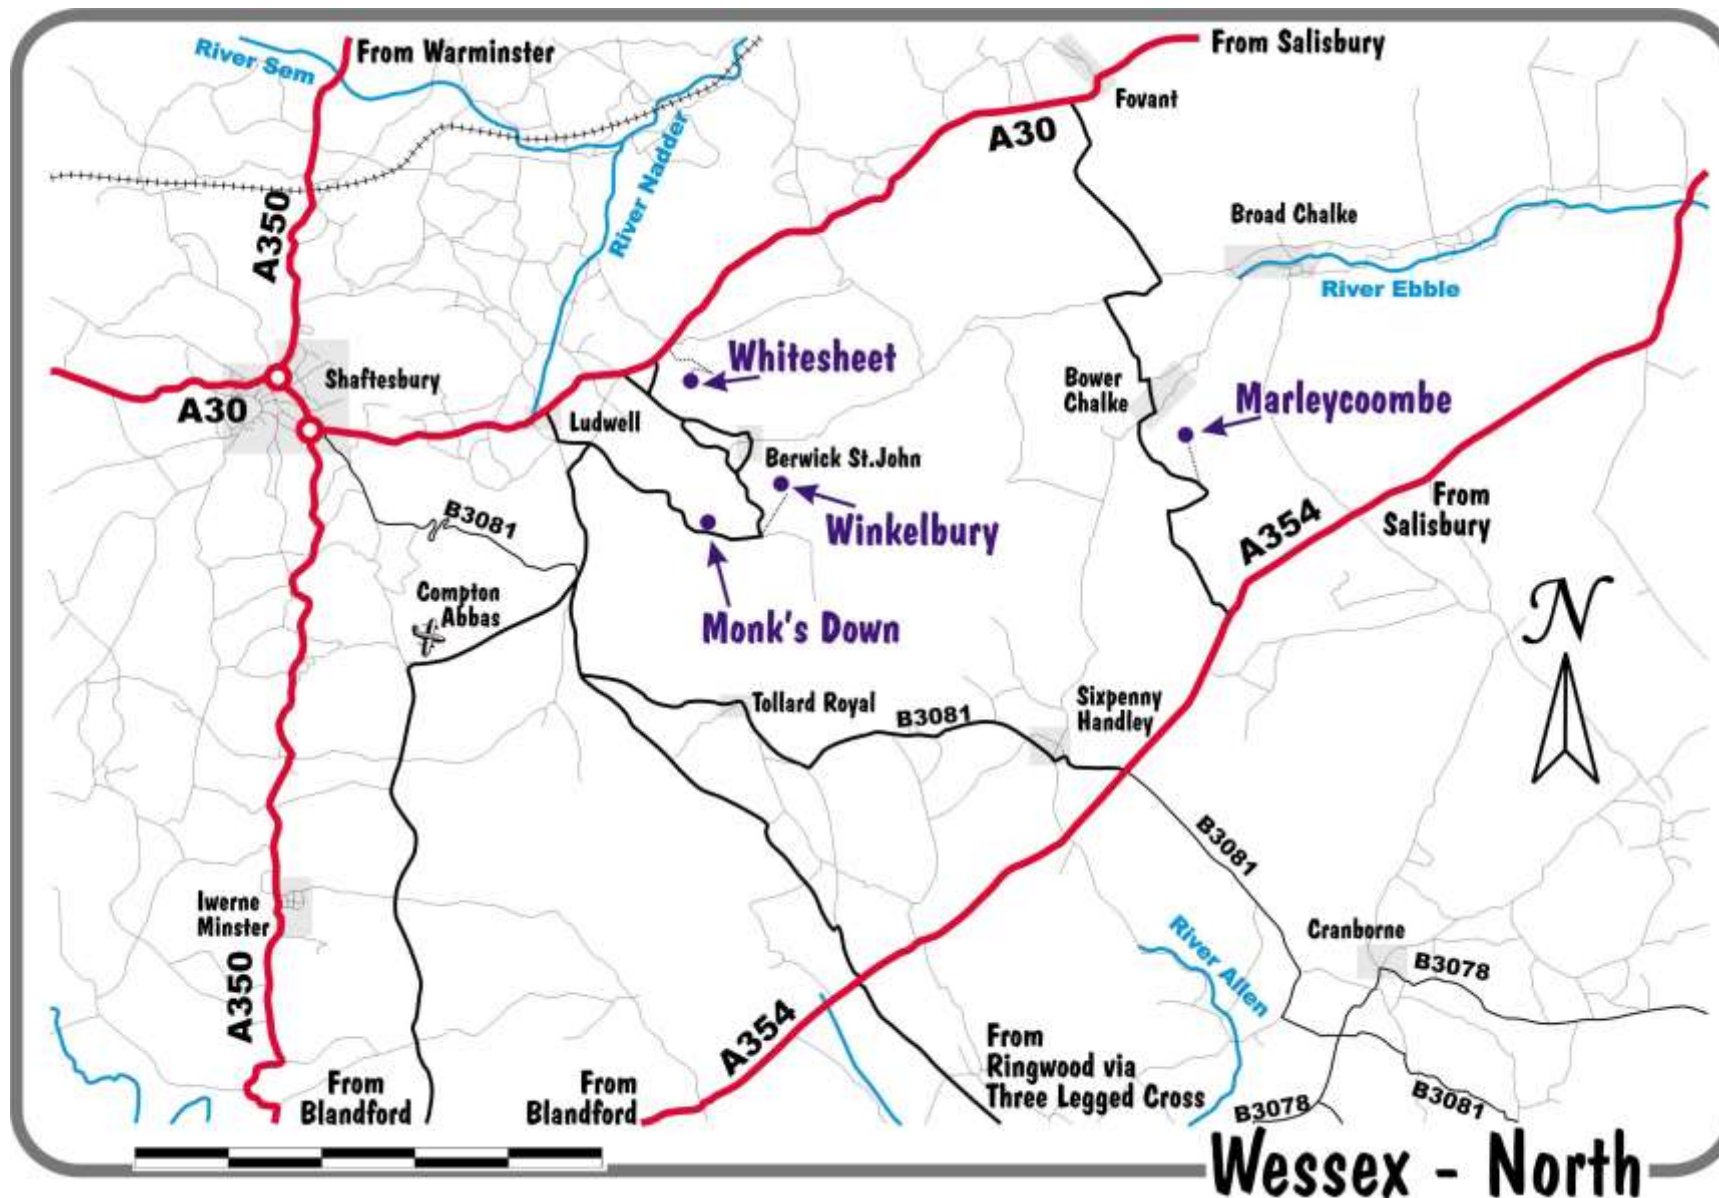 From Warminster
From Salisbury
River Sem
Fovant
A30
River Nadder
A350
Broad Chalke
River Ebble
Whitesheet
Shaftesbury
Bower
Chalke
Marleycoombe
A30
Ludwell
Berwick St.John
From
Salisbury
B3081
Winkelbury
A354
N
Compton
Abbas
Monk's Down
Tollard Royal
B3081
Sixpenny
Handley
B3081
Iwerne
Minster
Cranborne
River Allen
B3078
A350
A354
From
Ringwood via
Three Legged Cross
From
Blandford
From
Blandford
B3078
B3081
Wessex - North